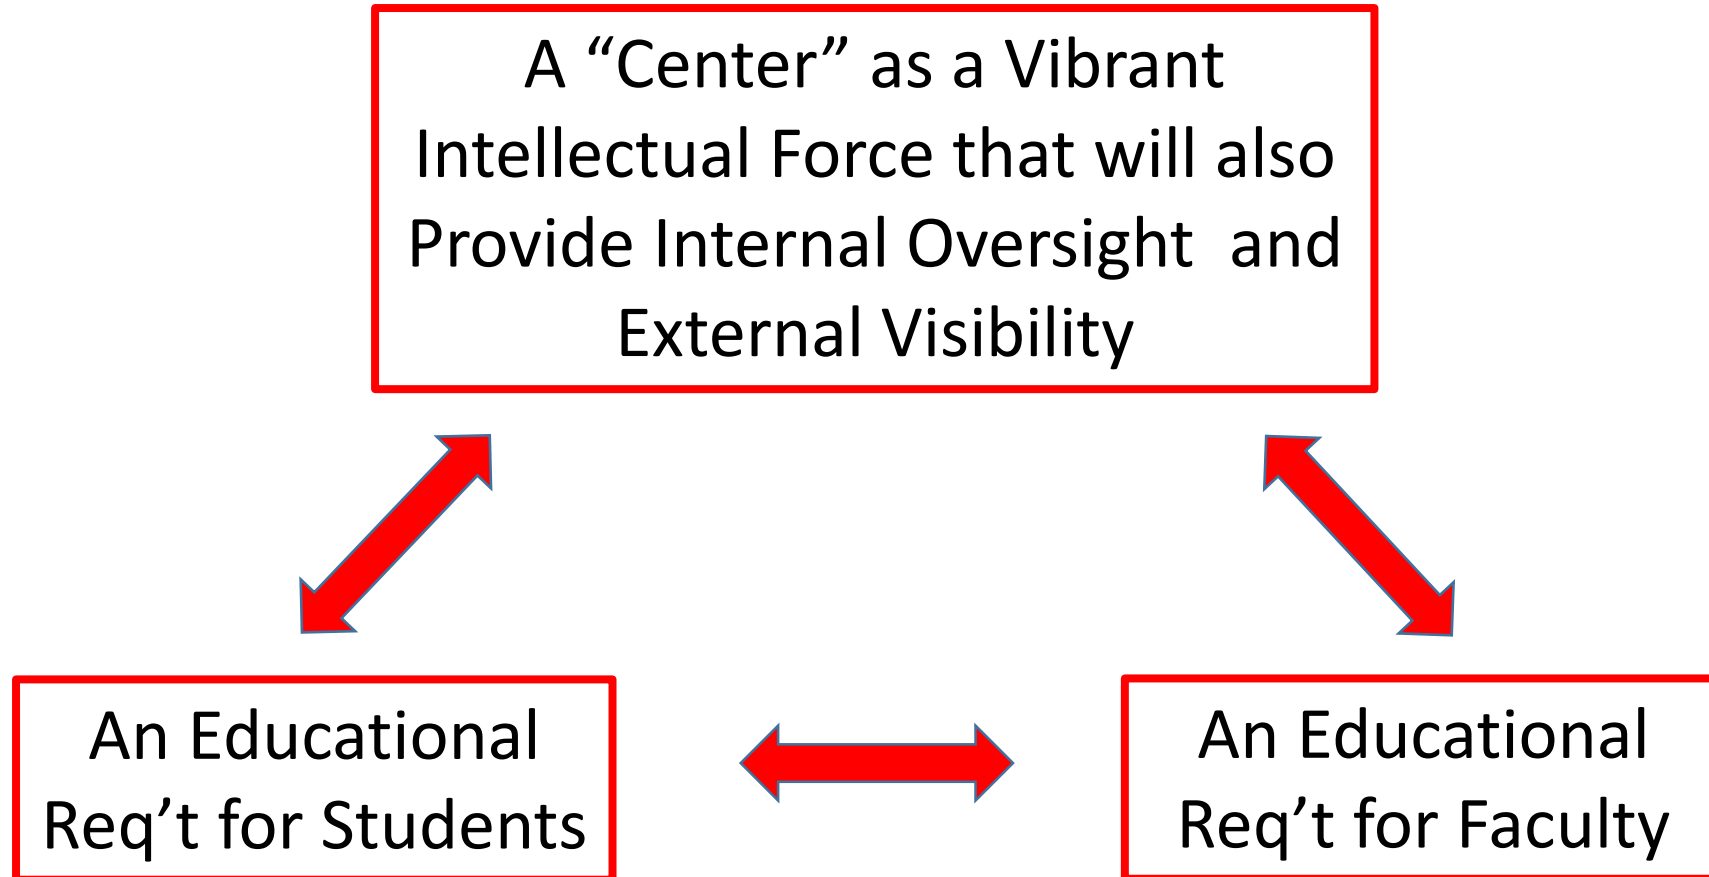 A “Center” as a Vibrant
Intellectual Force that will also
Provide Internal Oversight  and
External Visibility
An Educational
Req’t for Students
An Educational
Req’t for Faculty